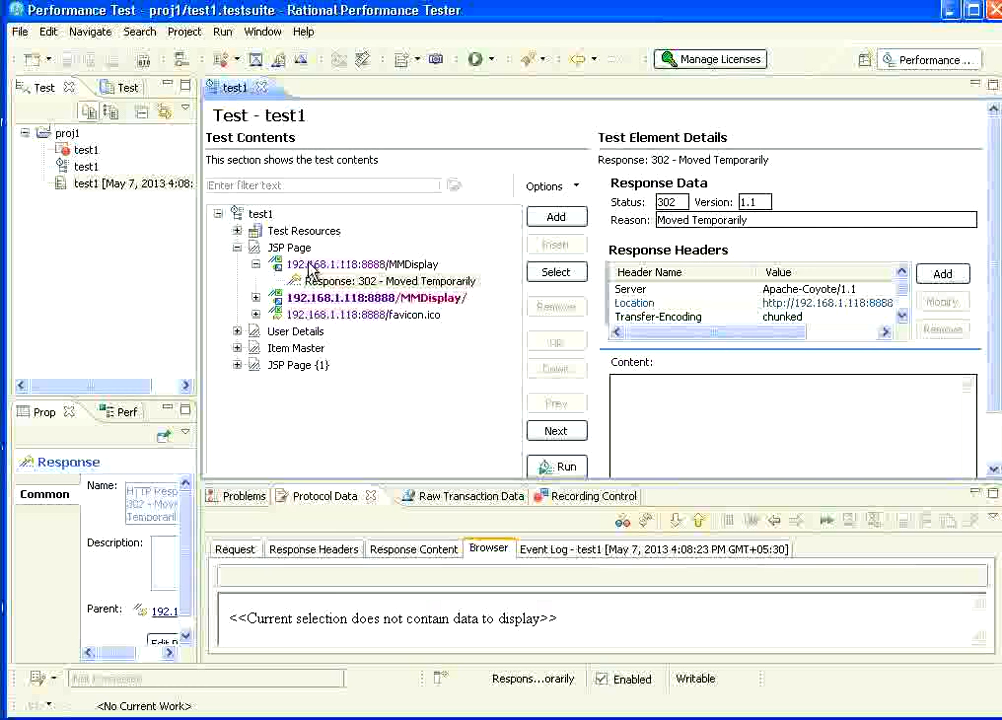 Performance Test - proj1/test1.testsuite - Rational Performance Tester
File Edit Navigate Search Project Run Window Help
Manage Licenses
Performance ...
Test
Test
proj1
test1
test1
test1 [May 7, 2013 4:08:
test1
Test - test1
Test Contents
This section shows the test contents
Enter filter text
Options
test1
Test Resources
JSP Page
192.168.1.118:8888/MMDisplay
Response: 302 - Moved Temporarily
192.168.1.118:8888/MMDisplay/
192.168.1.118:8888/favicon.ico
User Details
Item Master
JSP Page {1}
Add
Insert
Select
Remove
Up
Down
Prev
Next
Run
Test Element Details
Response: 302 - Moved Temporarily
Response Data
Status: 302 Version: 1.1
Reason: Moved Temporarily
Response Headers
Header Name Value
Server Apache-Coyote/1.1
Location http://192.168.1.118:8888
Transfer-Encoding chunked
Add
Modify
Remove
Content:
Prop
Perf
Response
Common
Name:
HTTP Resp
302 - Mov
Temporari
Description:
Parent: 192.1
Problems Protocol Data Raw Transaction Data Recording Control
Request Response Headers Response Content Browser Event Log - test1 [May 7, 2013 4:08:23 PM GMT+05:30]
<<Current selection does not contain data to display>>
Respons...orarily
Enabled
Writable
<No Current Work>